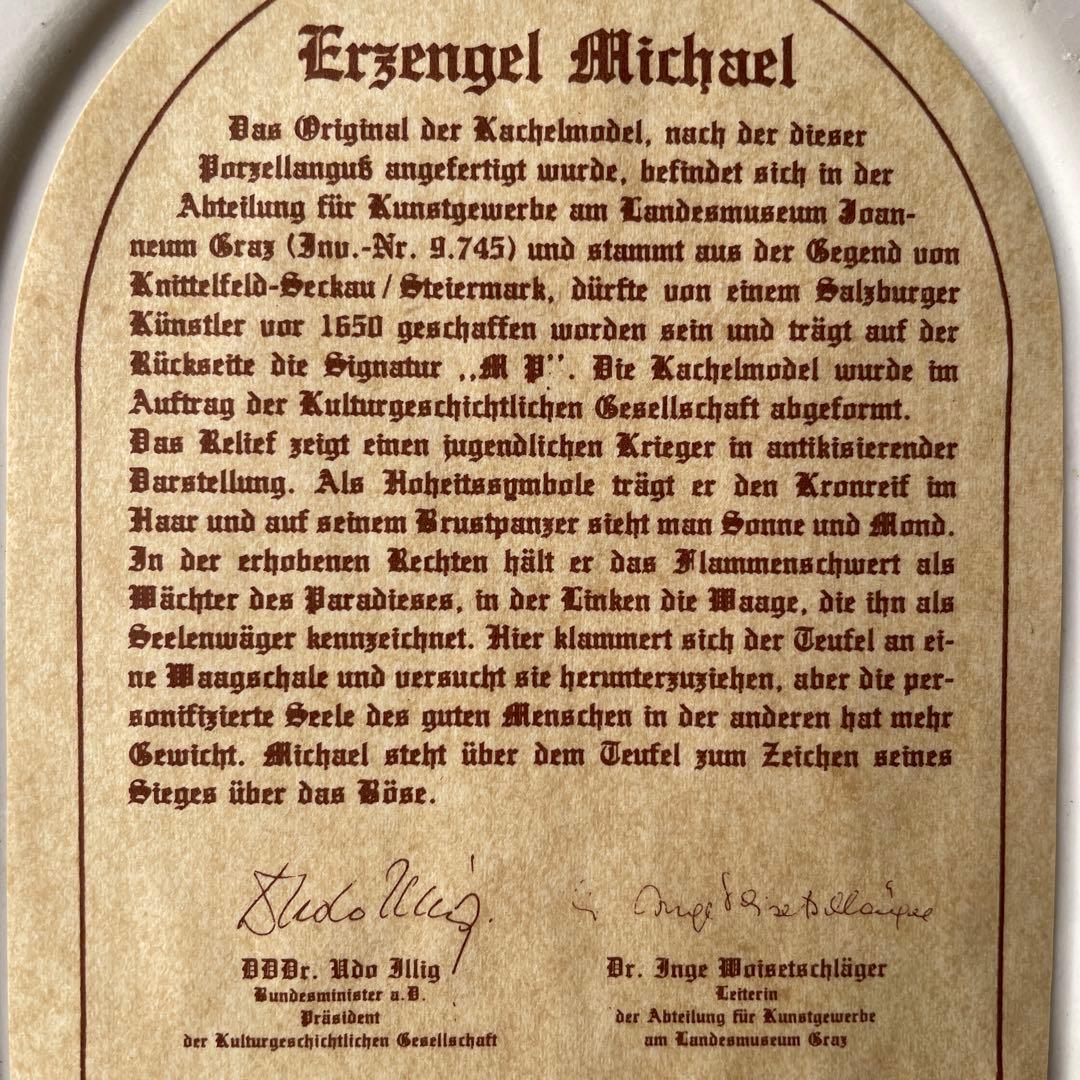 Erzengel Michael
Das Original der Kachelmodel, nach der dieser
Porzellanguß angefertigt wurde, befindet sich in der
Abteilung für Kunstgewerbe am Landesmuseum Joan-
neum Graz (Inv.-Nr. 9.745) und stammt aus der Gegend von
Knittelfeld-Seckau / Steiermark, dürfte von einem Salzburger
Künstler vor 1650 geschaffen worden sein und trägt auf der
Rückseite die Signatur „M P”. Die Kachelmodel wurde im
Auftrag der Kulturgeschichtlichen Gesellschaft abgeformt.
Das Relief zeigt einen jugendlichen Krieger in antikisierender
Darstellung. Als Hoheitssymbole trägt er den Kronreif im
Haar und auf seinem Brustpanzer sieht man Sonne und Mond.
In der erhobenen Rechten hält er das Flammenschwert als
Wächter des Paradieses, in der Linken die Waage, die ihn als
Seelenwäger kennzeichnet. Hier klammert sich der Teufel an ei-
ne Waagschale und versucht sie herunterzuziehen, aber die per-
sonifizierte Seele des guten Menschen in der anderen hat mehr
Gewicht. Michael steht über dem Teufel zum Zeichen seines
Sieges über das Böse.
Udo Illig
Inge Woisetschläger
DDDr. Udo Illig
Bundesminister a.D.
Präsident
der Kulturgeschichtlichen Gesellschaft
Dr. Inge Woisetschläger
Leiterin
der Abteilung für Kunstgewerbe
am Landesmuseum Graz